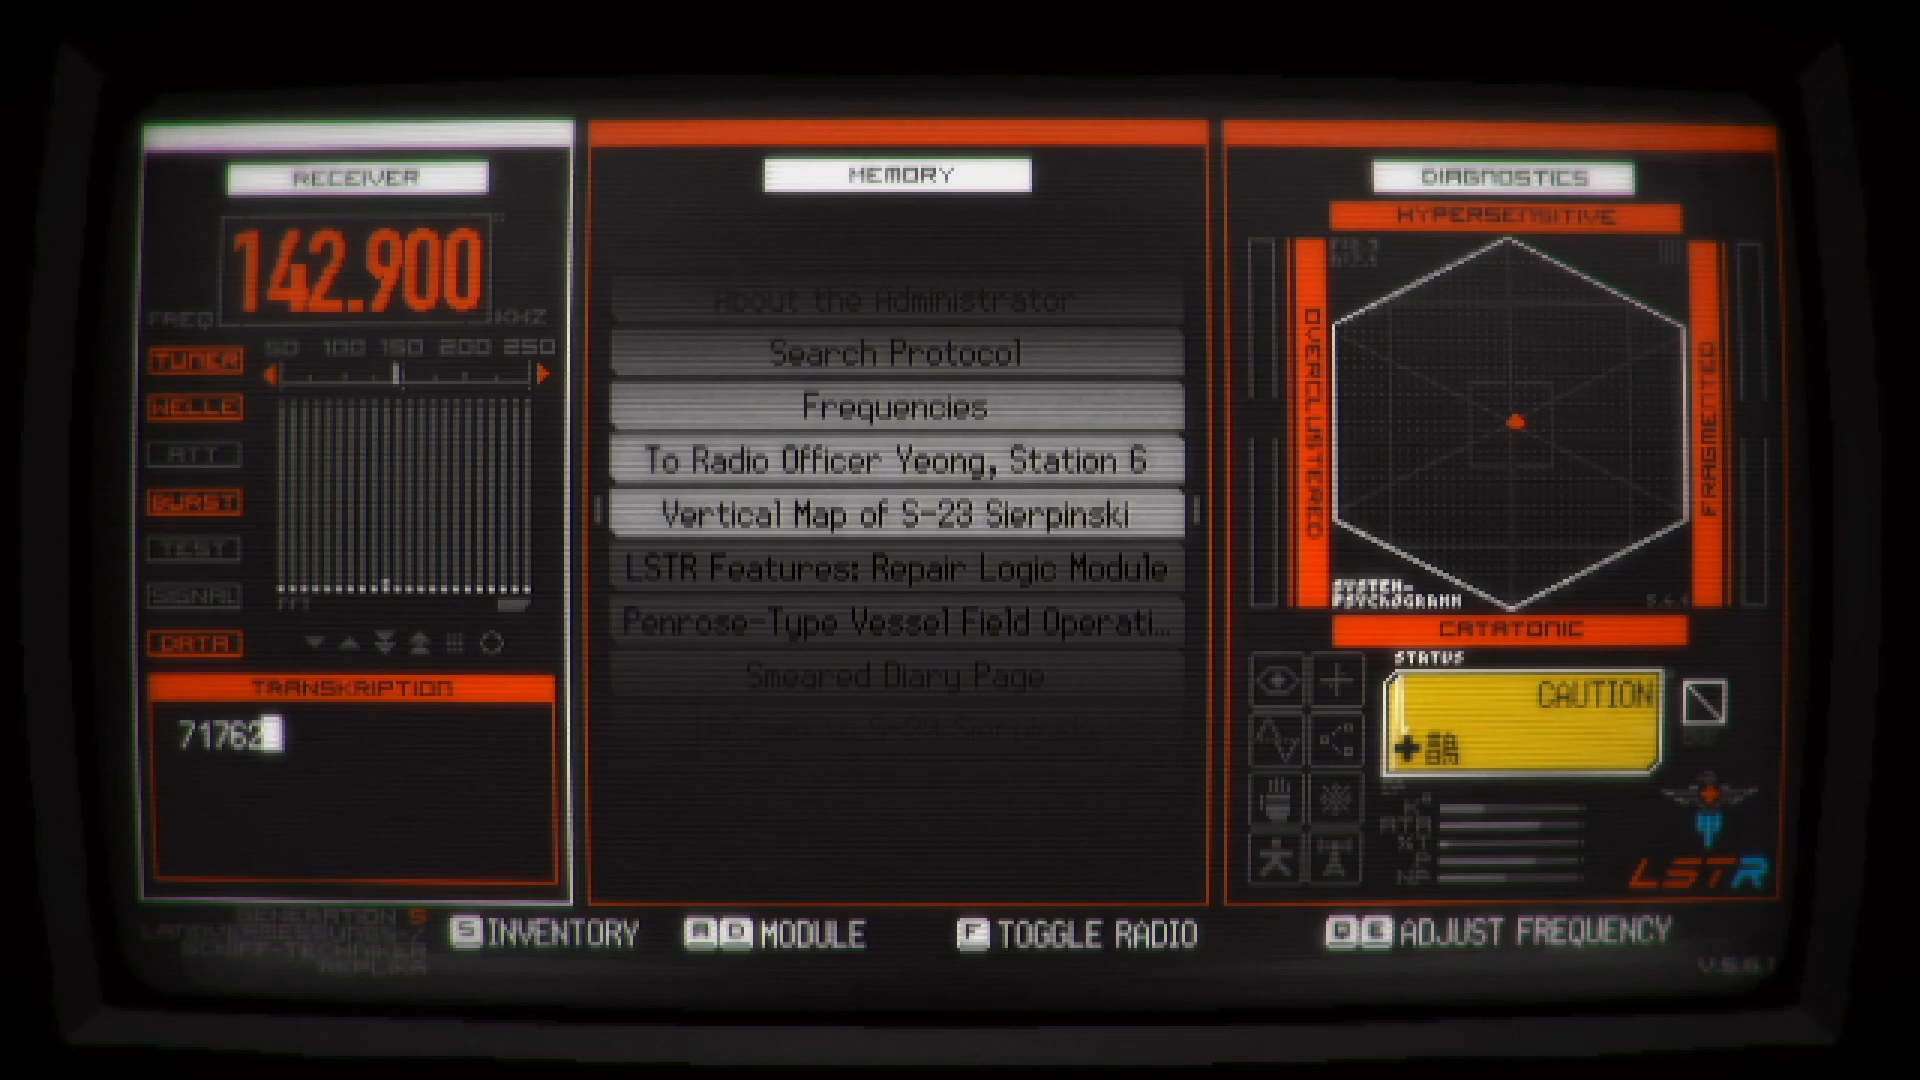 RECEIVER
142.900
FREQ
KHZ
50 100 150 200 250
TUNER
WELLE
ATT
BURST
TEST
SIGNAL
DATA
TRANSKRIPTION
71762
MEMORY
About the Administrator
Search Protocol
Frequencies
To Radio Officer Yeong, Station 6
Vertical Map of S-23 Sierpinski
LSTR Features: Repair Logic Module
Penrose-Type Vessel Field Operati...
Smeared Diary Page
DIAGNOSTICS
HYPERSENSITIVE
OVERCLUSTERED
FRAGMENTED
SYSTEM-
PSYCHOGRAMM
CATATONIC
STATUS
CAUTION
LSTR
GENERATION 5
LANDVERMESSUNGS-/
SCHIFF-TECHNIKER
REPLIKA
S INVENTORY
A D MODULE
F TOGGLE RADIO
Q E ADJUST FREQUENCY